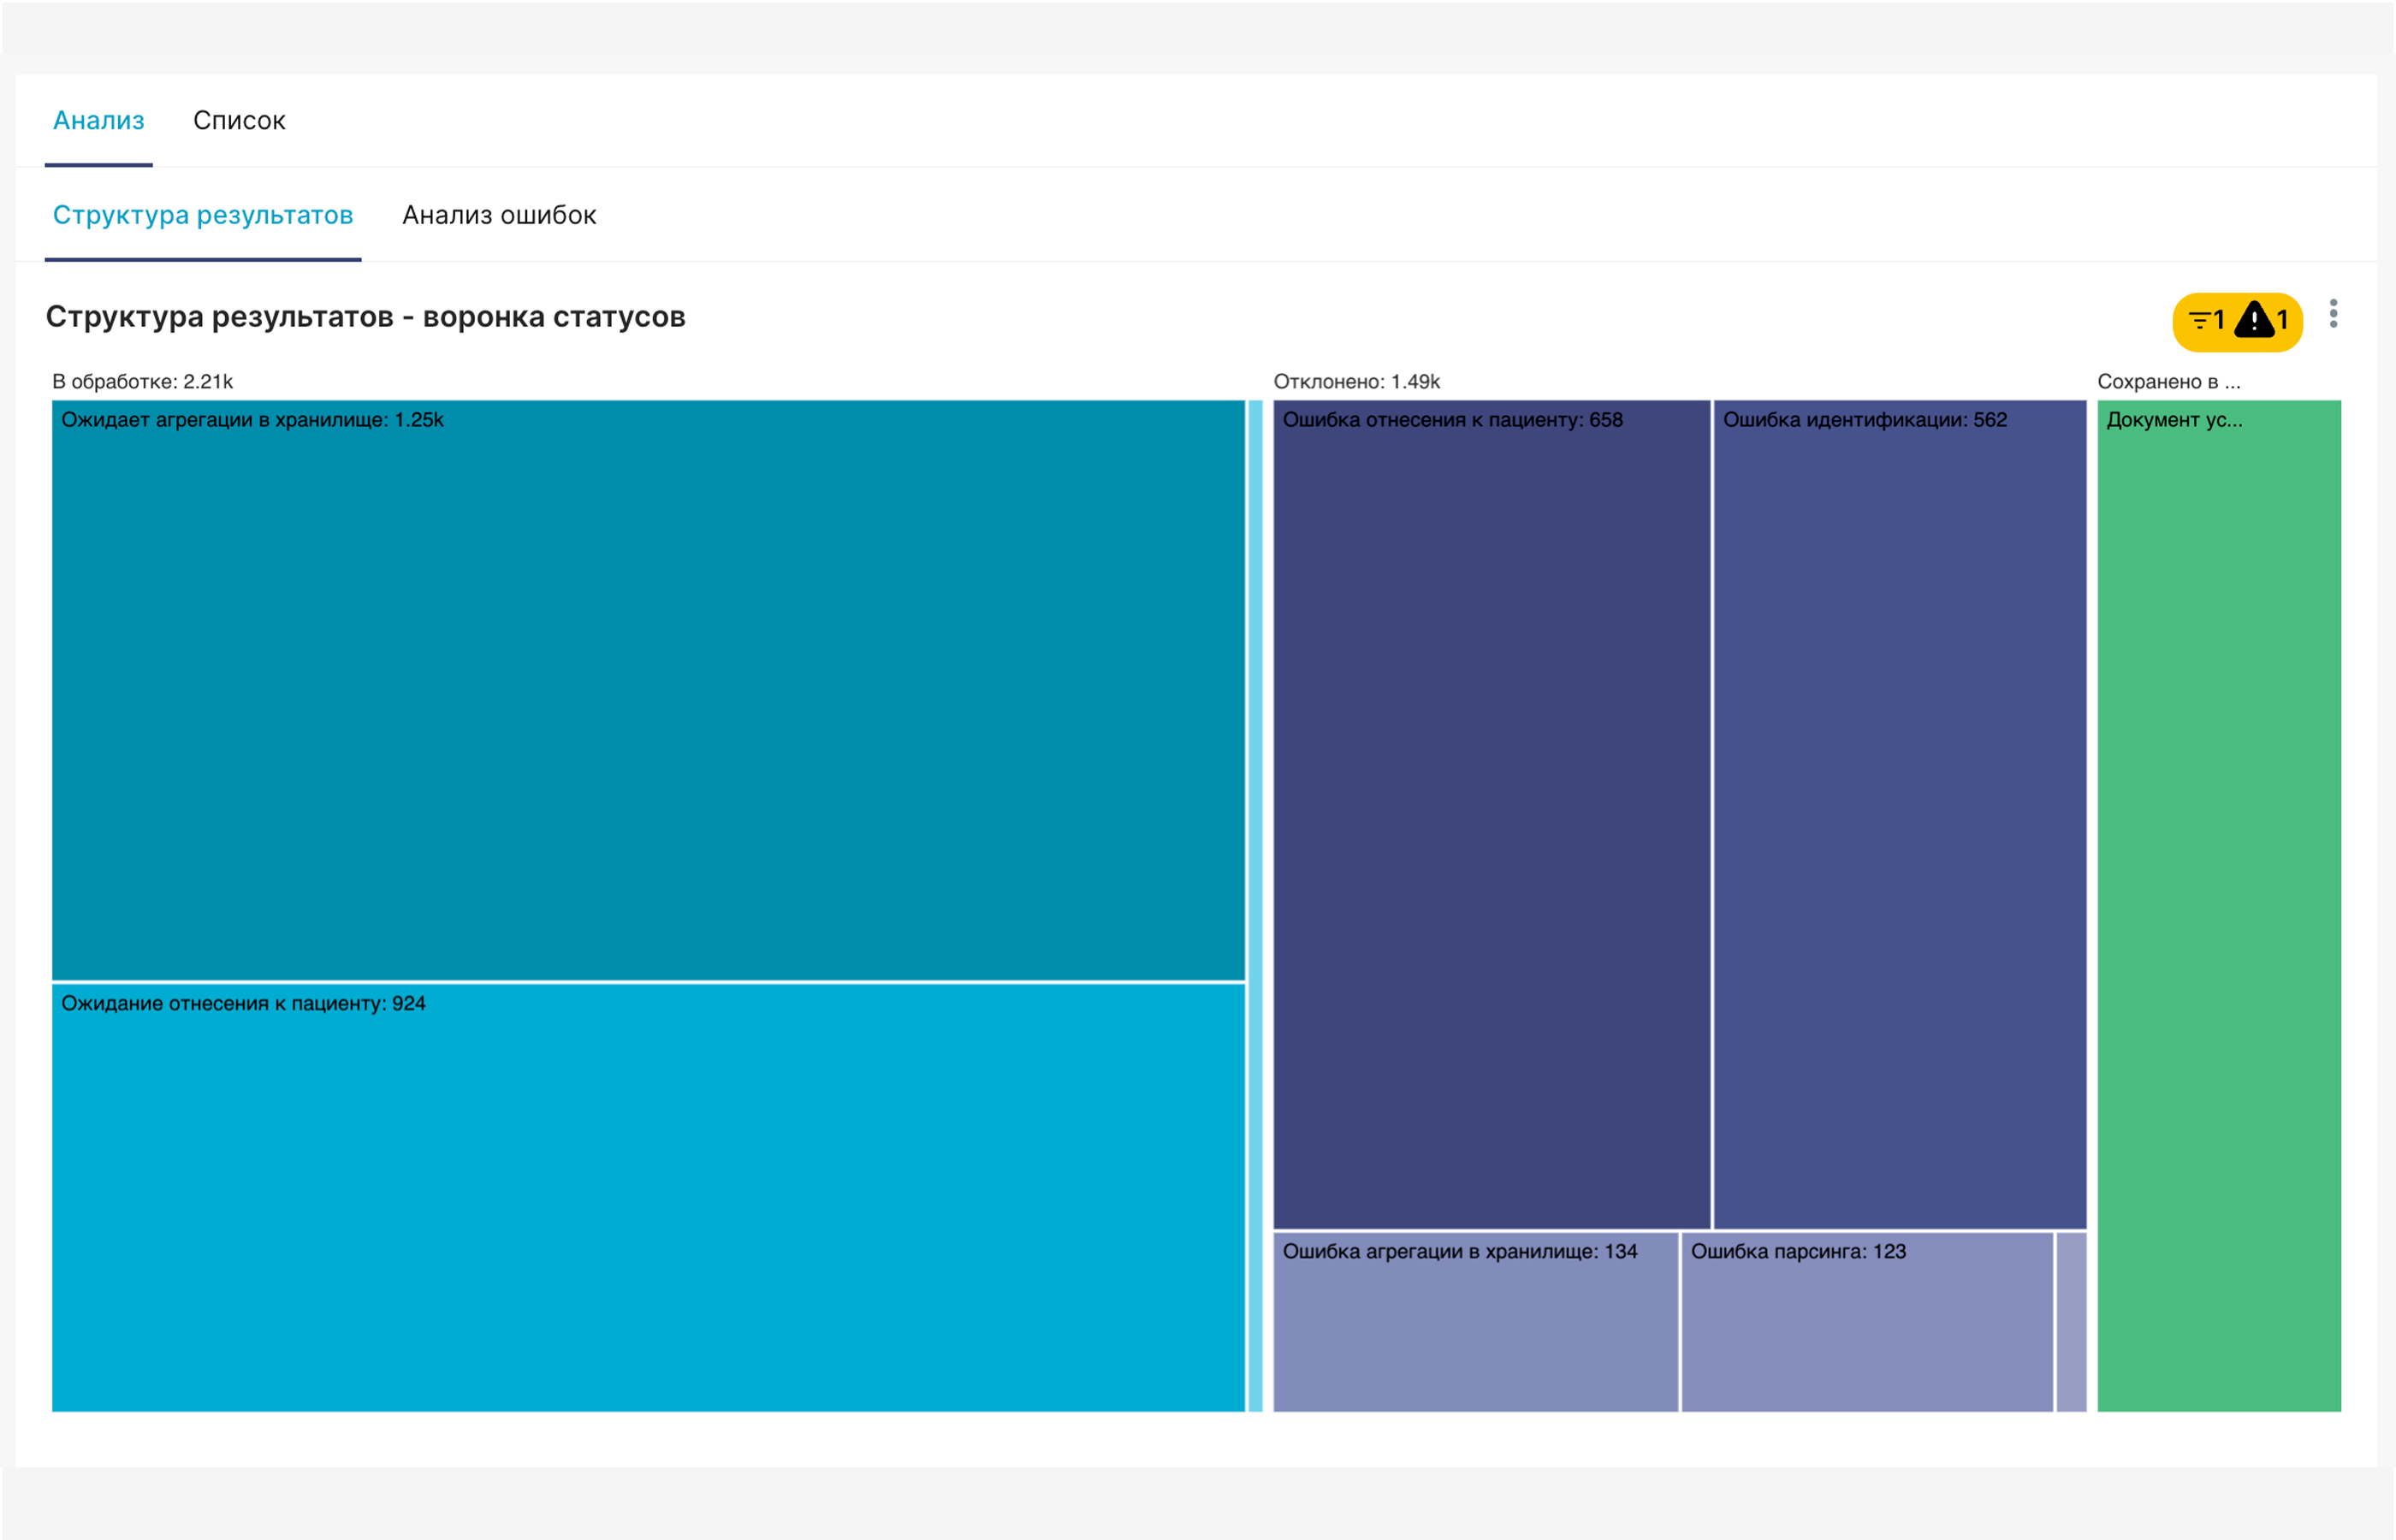 Анализ Список
Структура результатов Анализ ошибок
Структура результатов - воронка статусов
1 1
В обработке: 2.21k Отклонено: 1.49k Сохранено в ...
Ожидает агрегации в хранилище: 1.25k Ошибка отнесения к пациенту: 658 Ошибка идентификации: 562 Документ ус...
Ожидание отнесения к пациенту: 924
Ошибка агрегации в хранилище: 134 Ошибка парсинга: 123